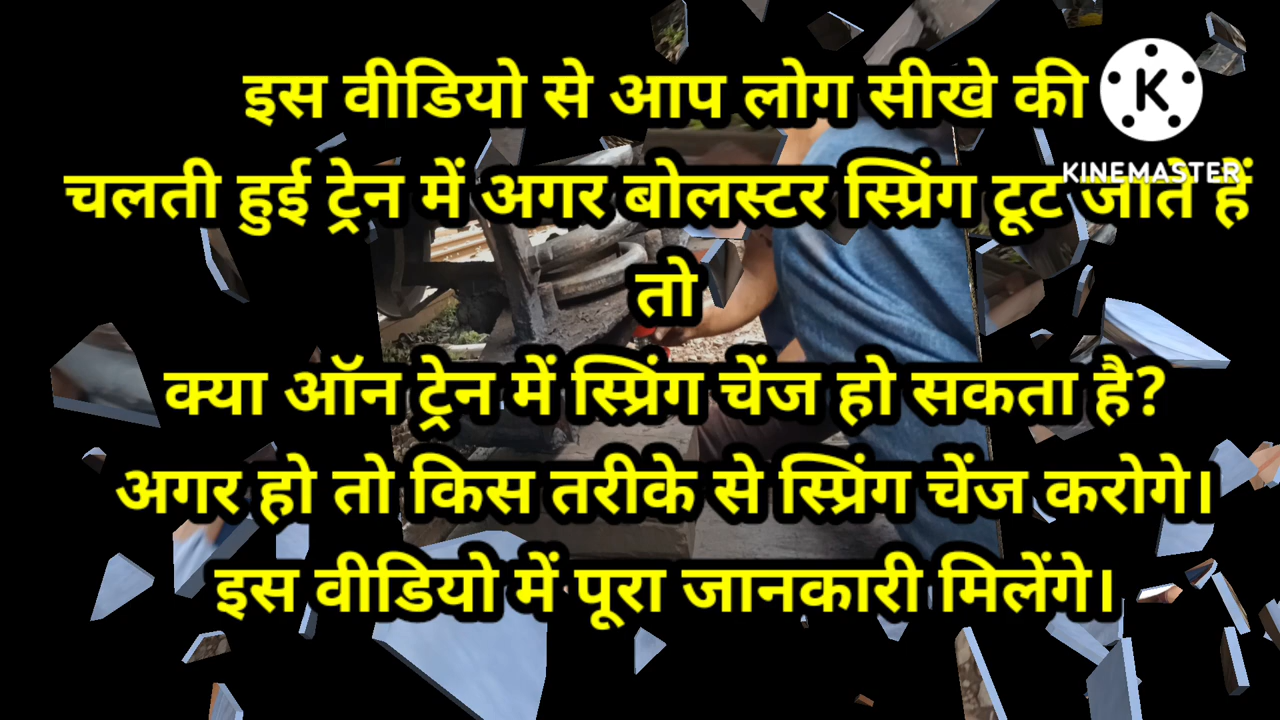 इस वीडियो से आप लोग सीखे की
चलती हुई ट्रेन में अगर बोलस्टर स्प्रिंग टूट जाते हैं
तो
क्या ऑन ट्रेन में स्प्रिंग चेंज हो सकता है?
अगर हो तो किस तरीके से स्प्रिंग चेंज करोगे।
इस वीडियो में पूरा जानकारी मिलेंगे।
K
KINEMASTER